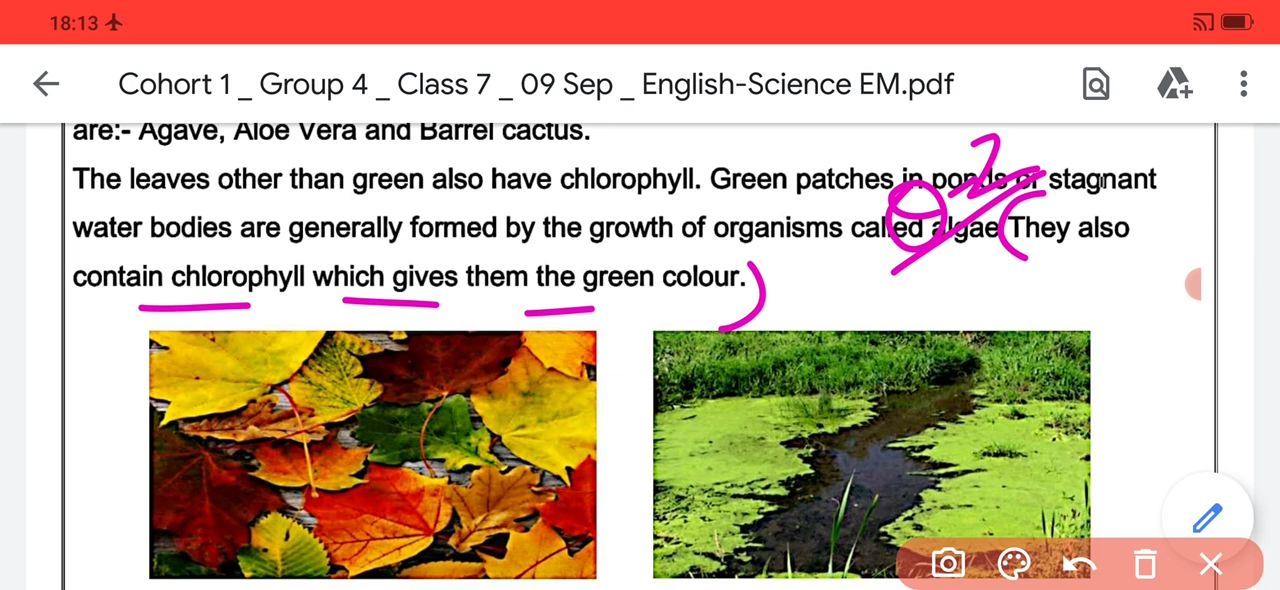 18:13
Cohort 1 _ Group 4 _ Class 7 _ 09 Sep _ English-Science EM.pdf
are:- Agave, Aloe Vera and Barrel cactus.
The leaves other than green also have chlorophyll. Green patches in ponds or stagnant
water bodies are generally formed by the growth of organisms called algae They also
contain chlorophyll which gives them the green colour.